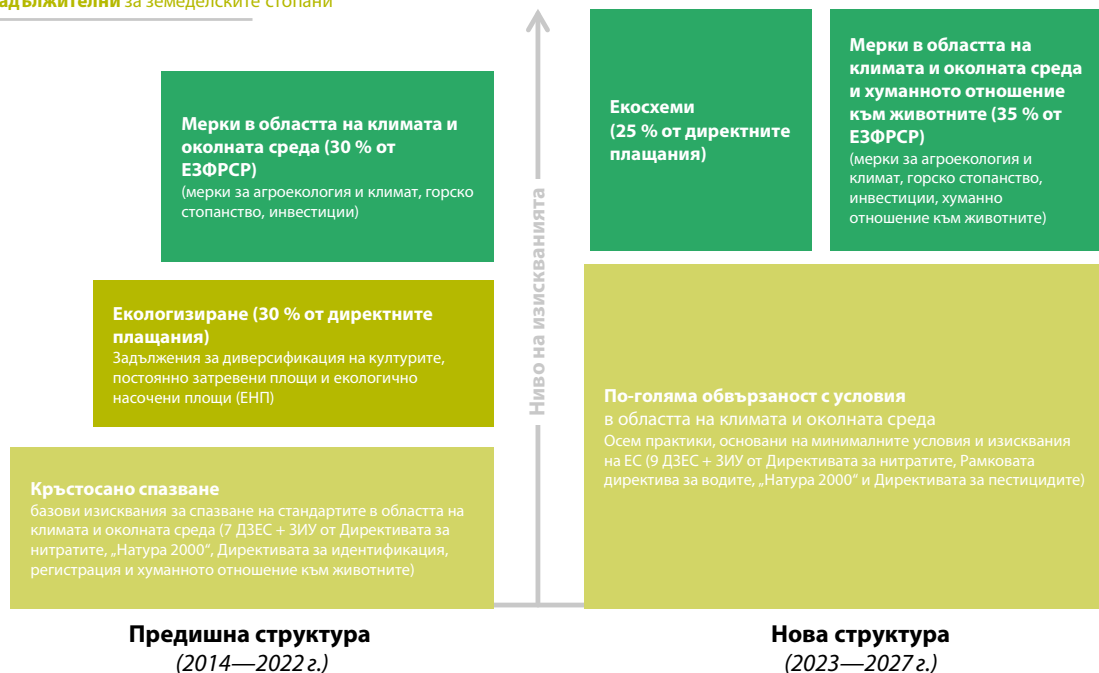 задължителни за земеделските стопани
Мерки в областта на климата и
околната среда (30 % от
ЕЗФРСР)
(мерки за агроекология и климат, горско
стопанство, инвестиции)
Екологизиране (30 % от директните
плащания)
Задължения за диверсификация на културите,
постоянно затревени площи и екологично
насочени площи (ЕНП)
Кръстосано спазване
базови изисквания за спазване на стандартите в областта на
климата и околната среда (7 ДЗЕС + ЗИУ от Директивата за
нитратите, „Натура 2000“, Директивата за идентификация,
регистрация и хуманното отношение към животните)
Предишна структура
(2014—2022 г.)
Ниво на изискванията
Екосхеми
(25 % от директните
плащания)
Мерки в областта на
климата и околната среда
и хуманното отношение
към животните (35 % от
ЕЗФРСР)
(мерки за агроекология и
климат, горско стопанство,
инвестиции, хуманно
отношение към животните)
По-голяма обвързаност с условия
в областта на климата и околната среда
Осем практики, основани на минималните условия и изисквания
на ЕС (9 ДЗЕС + ЗИУ от Директивата за нитратите, Рамковата
директива за водите, „Натура 2000“ и Директивата за пестицидите)
Нова структура
(2023—2027 г.)